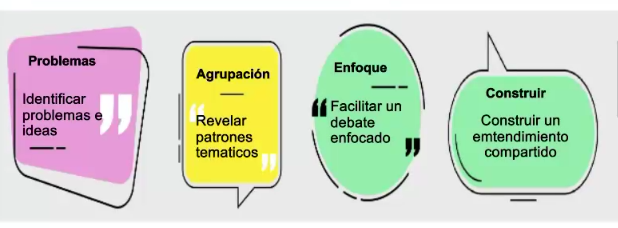 Problemas
Identificar
problemas e
ideas
Agrupación
Revelar
patrones
tematicos
Enfoque
Facilitar un
debate
enfocado
Construir
Construir un
emtendimiento
compartido